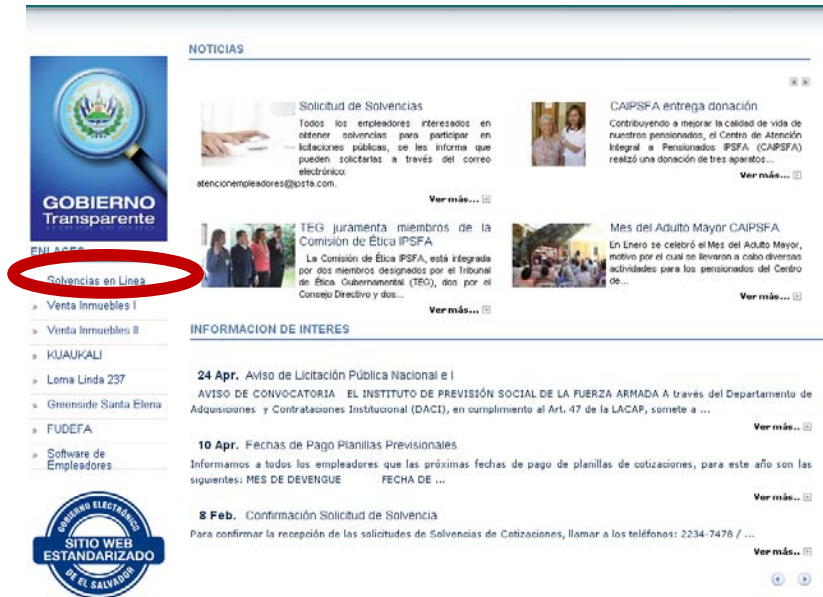 NOTICIAS
GOBIERNO
Transparente
ENLACES
Solvencias en Linea
» Venta Inmuebles I
» Venta Inmuebles II
» KUAUKALI
» Loma Linda 237
» Greenside Santa Elena
» FUDEFA
» Software de
Empleadores
GOBIERNO ELECTRÓNICO
SITIO WEB
ESTANDARIZADO
DE EL SALVADOR
Solicitud de Solvencias
Todos los empleadores interesados en
obtener solvencias para participar en
licitaciones públicas, se les informa que
pueden solicitarlas a través del correo
electrónico:
atencionempleadores@ipsfa.com.
Ver más...
CAIPSFA entrega donación
Contribuyendo a mejorar la calidad de vida de
nuestros pensionados, el Centro de Atención
Integral a Pensionados IPSFA (CAIPSFA)
realizó una donación de tres aparatos...
Ver más...
TEG juramenta miembros de la
Comisión de Ética IPSFA
La Comisión de Ética IPSFA, está integrada
por dos miembros designados por el Tribunal
de Ética Gubernamental (TEG), dos por el
Consejo Directivo y dos...
Ver más...
Mes del Adulto Mayor CAIPSFA
En Enero se celebró el Mes del Adulto Mayor,
motivo por el cual se llevaron a cabo diversas
actividades para los pensionados del Centro
de...
Ver más...
INFORMACION DE INTERES
24 Apr. Aviso de Licitación Pública Nacional e I
AVISO DE CONVOCATORIA EL INSTITUTO DE PREVISIÓN SOCIAL DE LA FUERZA ARMADA A través del Departamento de
Adquisiciones y Contrataciones Institucional (DACI), en cumplimiento al Art. 47 de la LACAP, somete a ...
Ver más..
10 Apr. Fechas de Pago Planillas Previsionales
Informamos a todos los empleadores que las próximas fechas de pago de planillas de cotizaciones, para este año son las
siguientes: MES DE DEVENGUE FECHA DE ...
Ver más..
8 Feb. Confirmación Solicitud de Solvencia
Para confirmar la recepción de las solicitudes de Solvencias de Cotizaciones, llamar a los teléfonos: 2234-7478 / ...
Ver más..